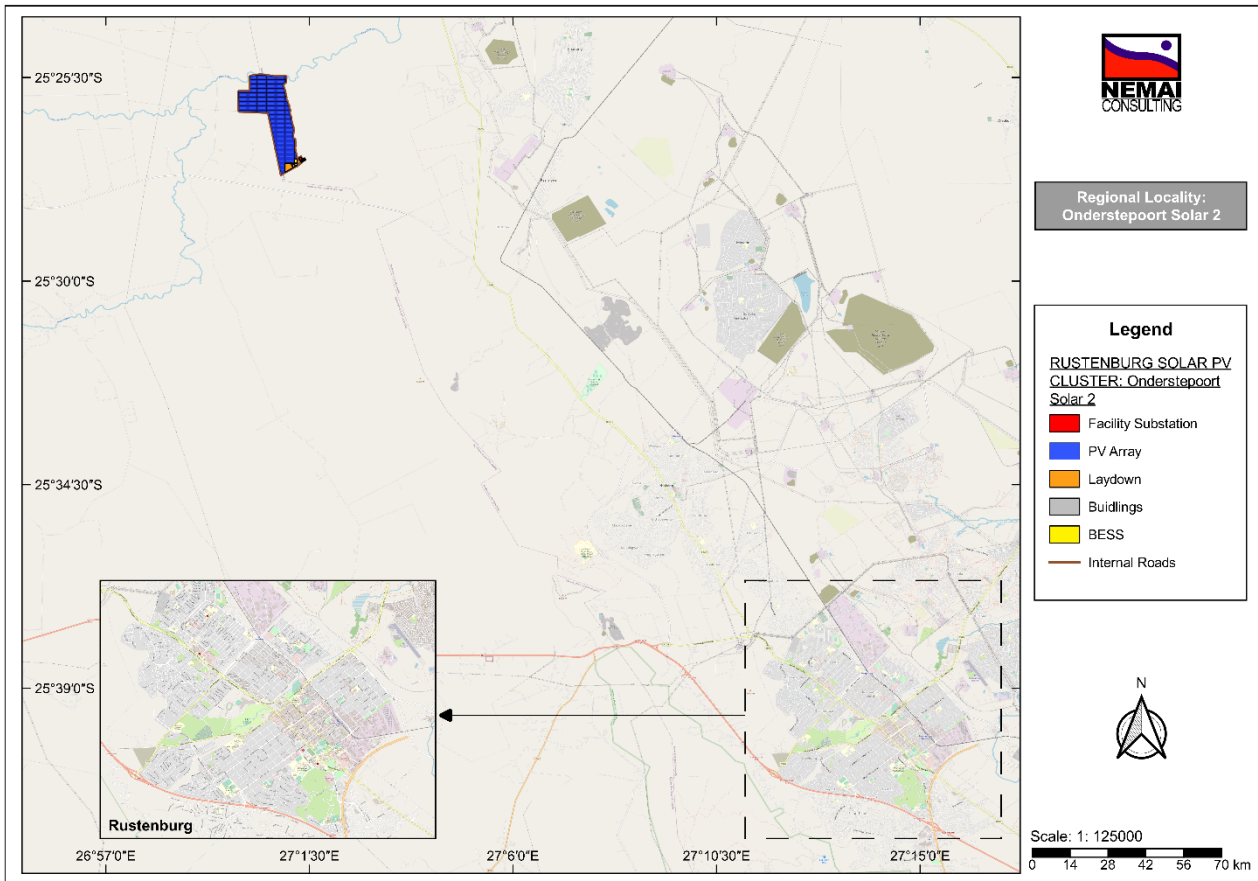 25°25'30"S
25°30'0"S
25°34'30"S
25°39'0"S
26°57'0"E
27°1'30"E
27°6'0"E
27°10'30"E
27°15'0"E
Rustenburg
NEMAI
CONSULTING
Regional Locality:
Onderstepoort Solar 2
Legend
RUSTENBURG SOLAR PV
CLUSTER: Onderstepoort
Solar 2
Facility Substation
PV Array
Laydown
Buidlings
BESS
Internal Roads
N
Scale: 1: 125000
0 14 28 42 56 70 km